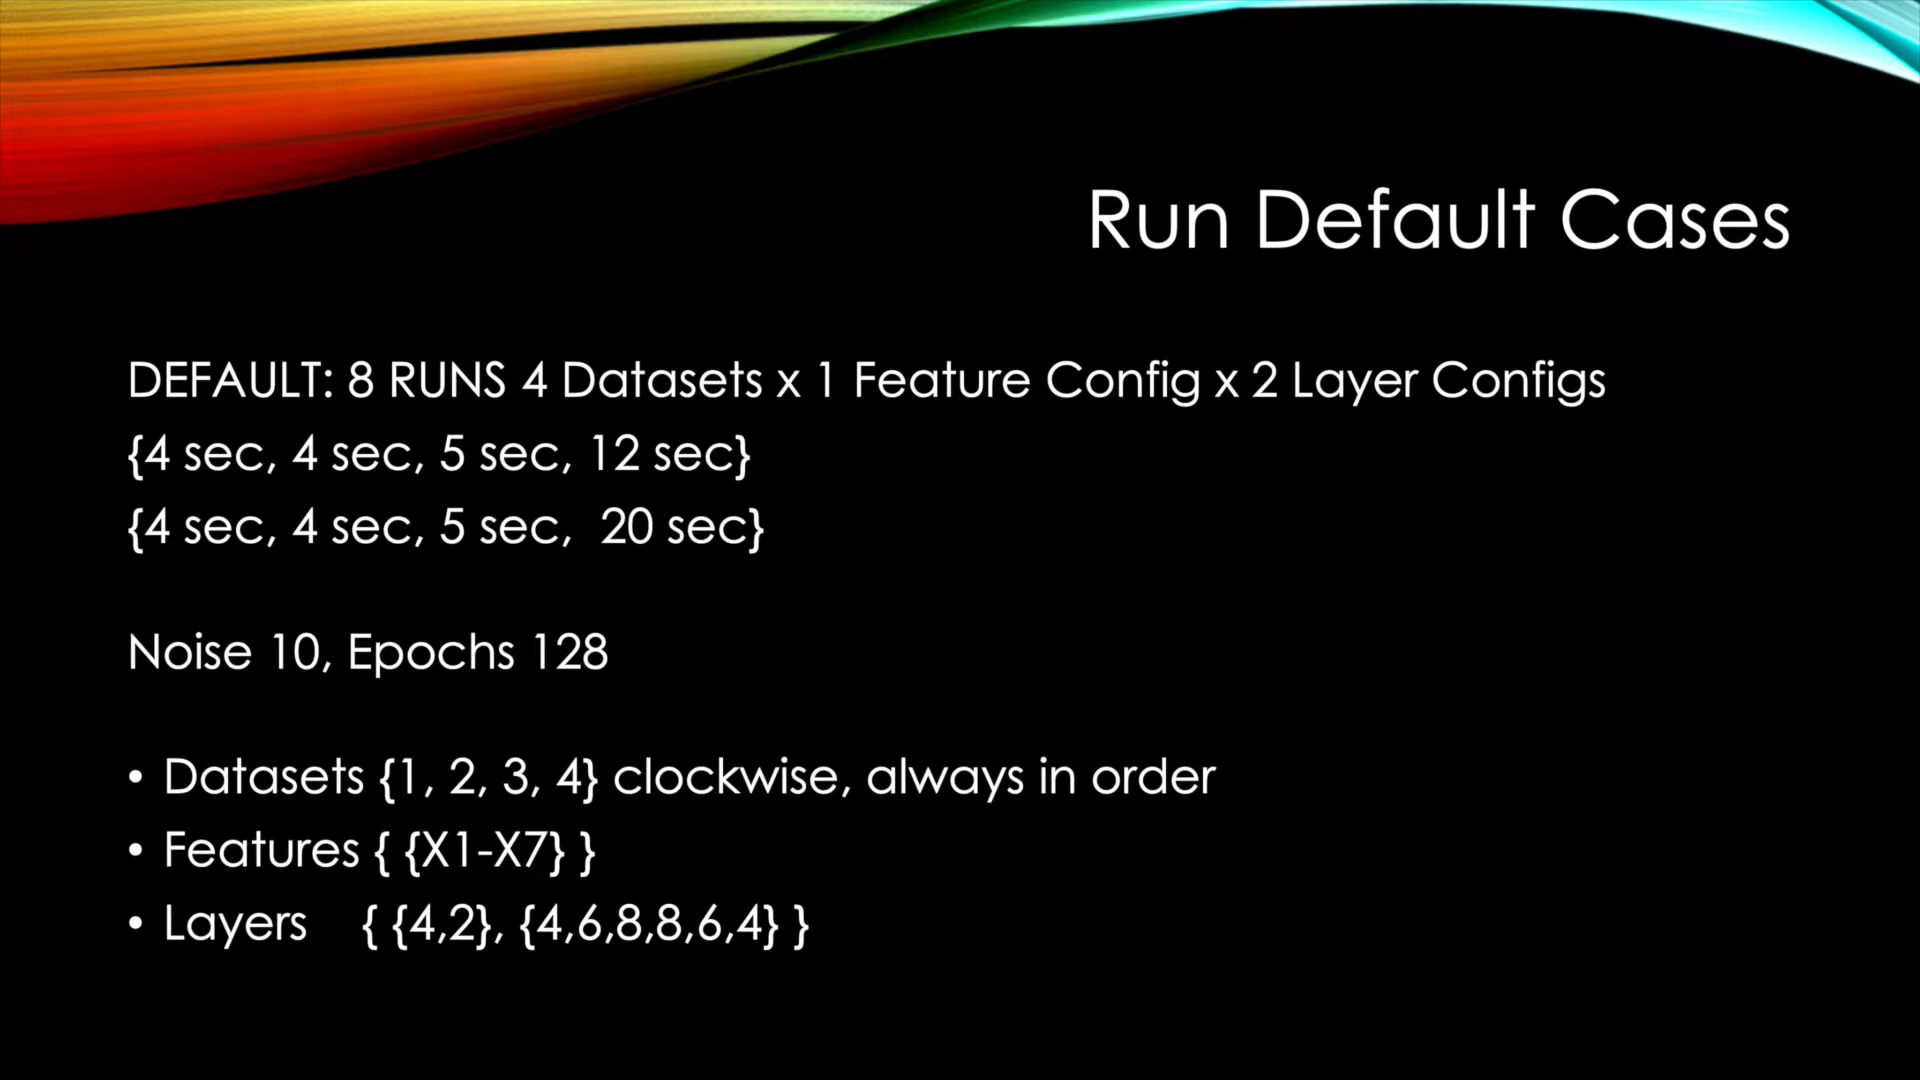 Run Default Cases
DEFAULT: 8 RUNS 4 Datasets x 1 Feature Config x 2 Layer Configs
{4 sec, 4 sec, 5 sec, 12 sec}
{4 sec, 4 sec, 5 sec,  20 sec}
Noise 10, Epochs 128
• Datasets {1, 2, 3, 4} clockwise, always in order
• Features { {X1-X7} }
• Layers    { {4,2}, {4,6,8,8,6,4} }